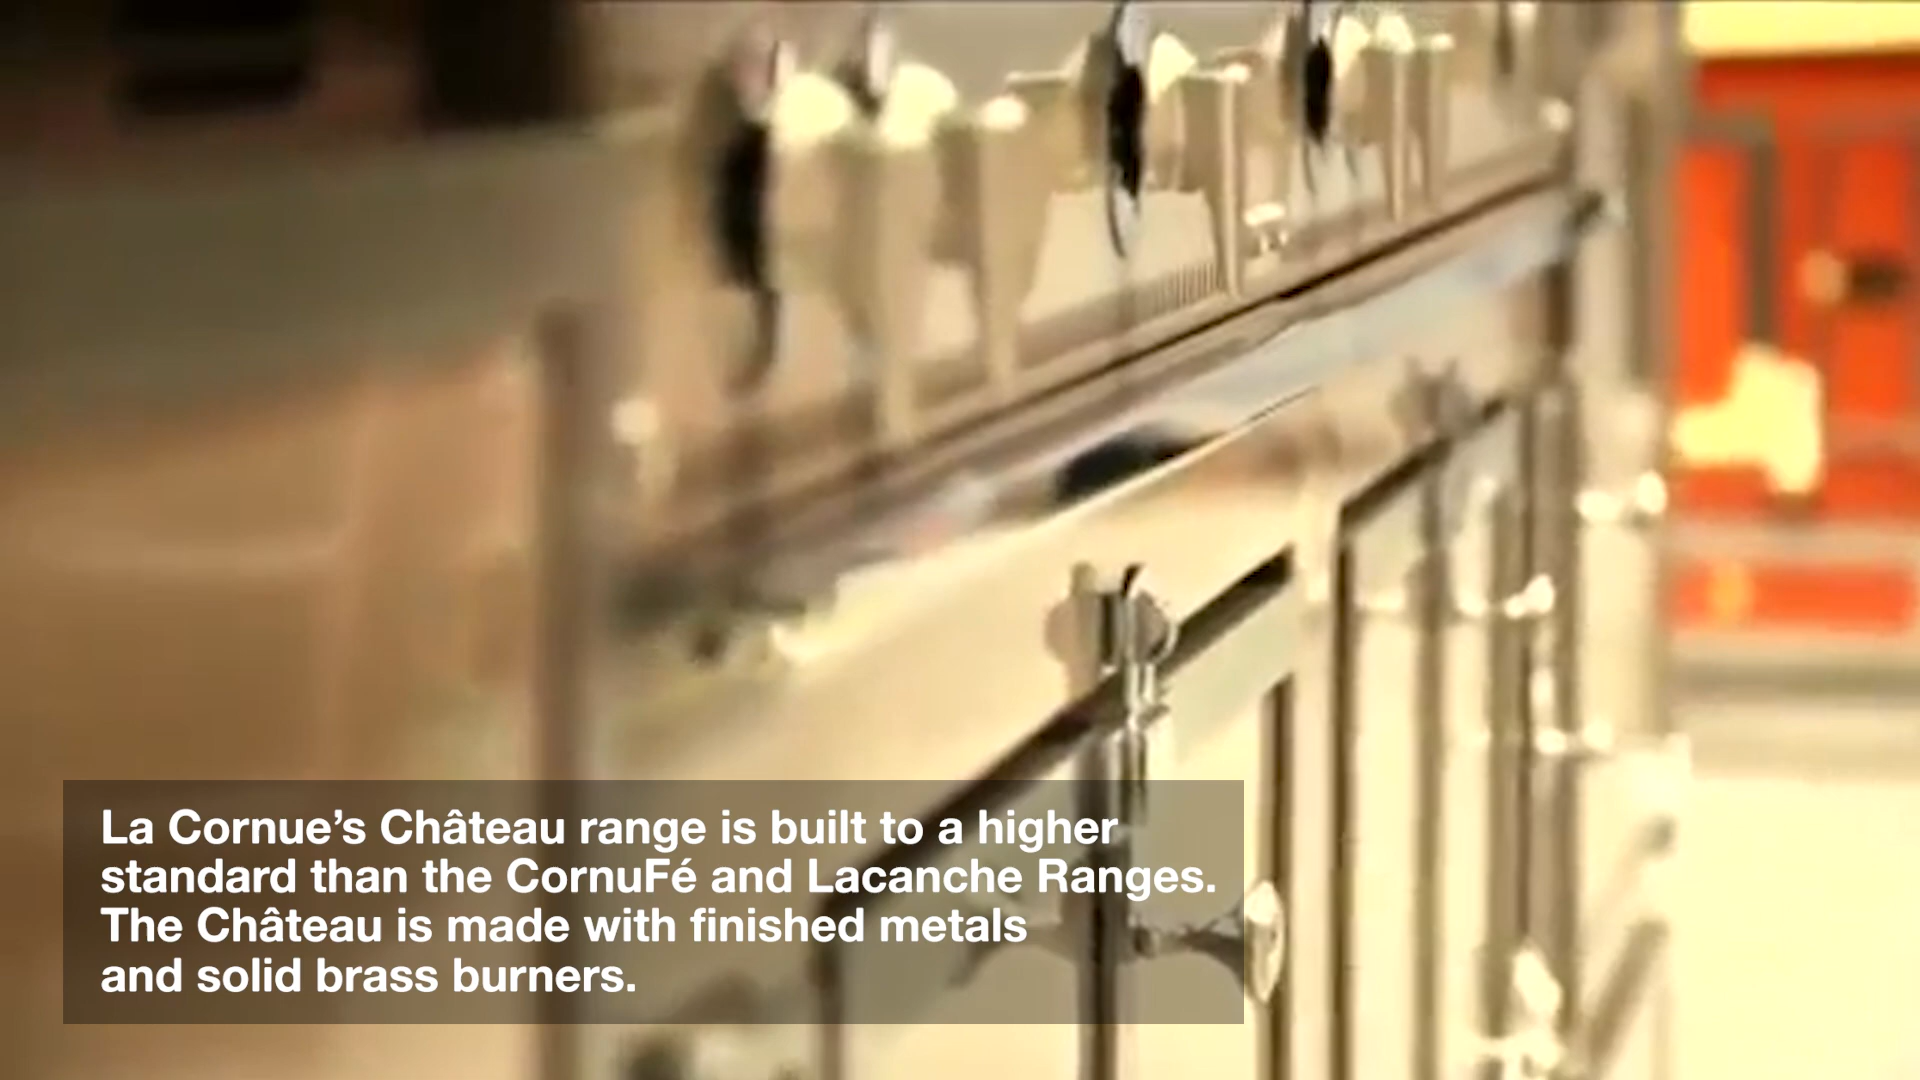 La Cornue’s Château range is built to a higher
standard than the CornuFé and Lacanche Ranges.
The Château is made with finished metals
and solid brass burners.